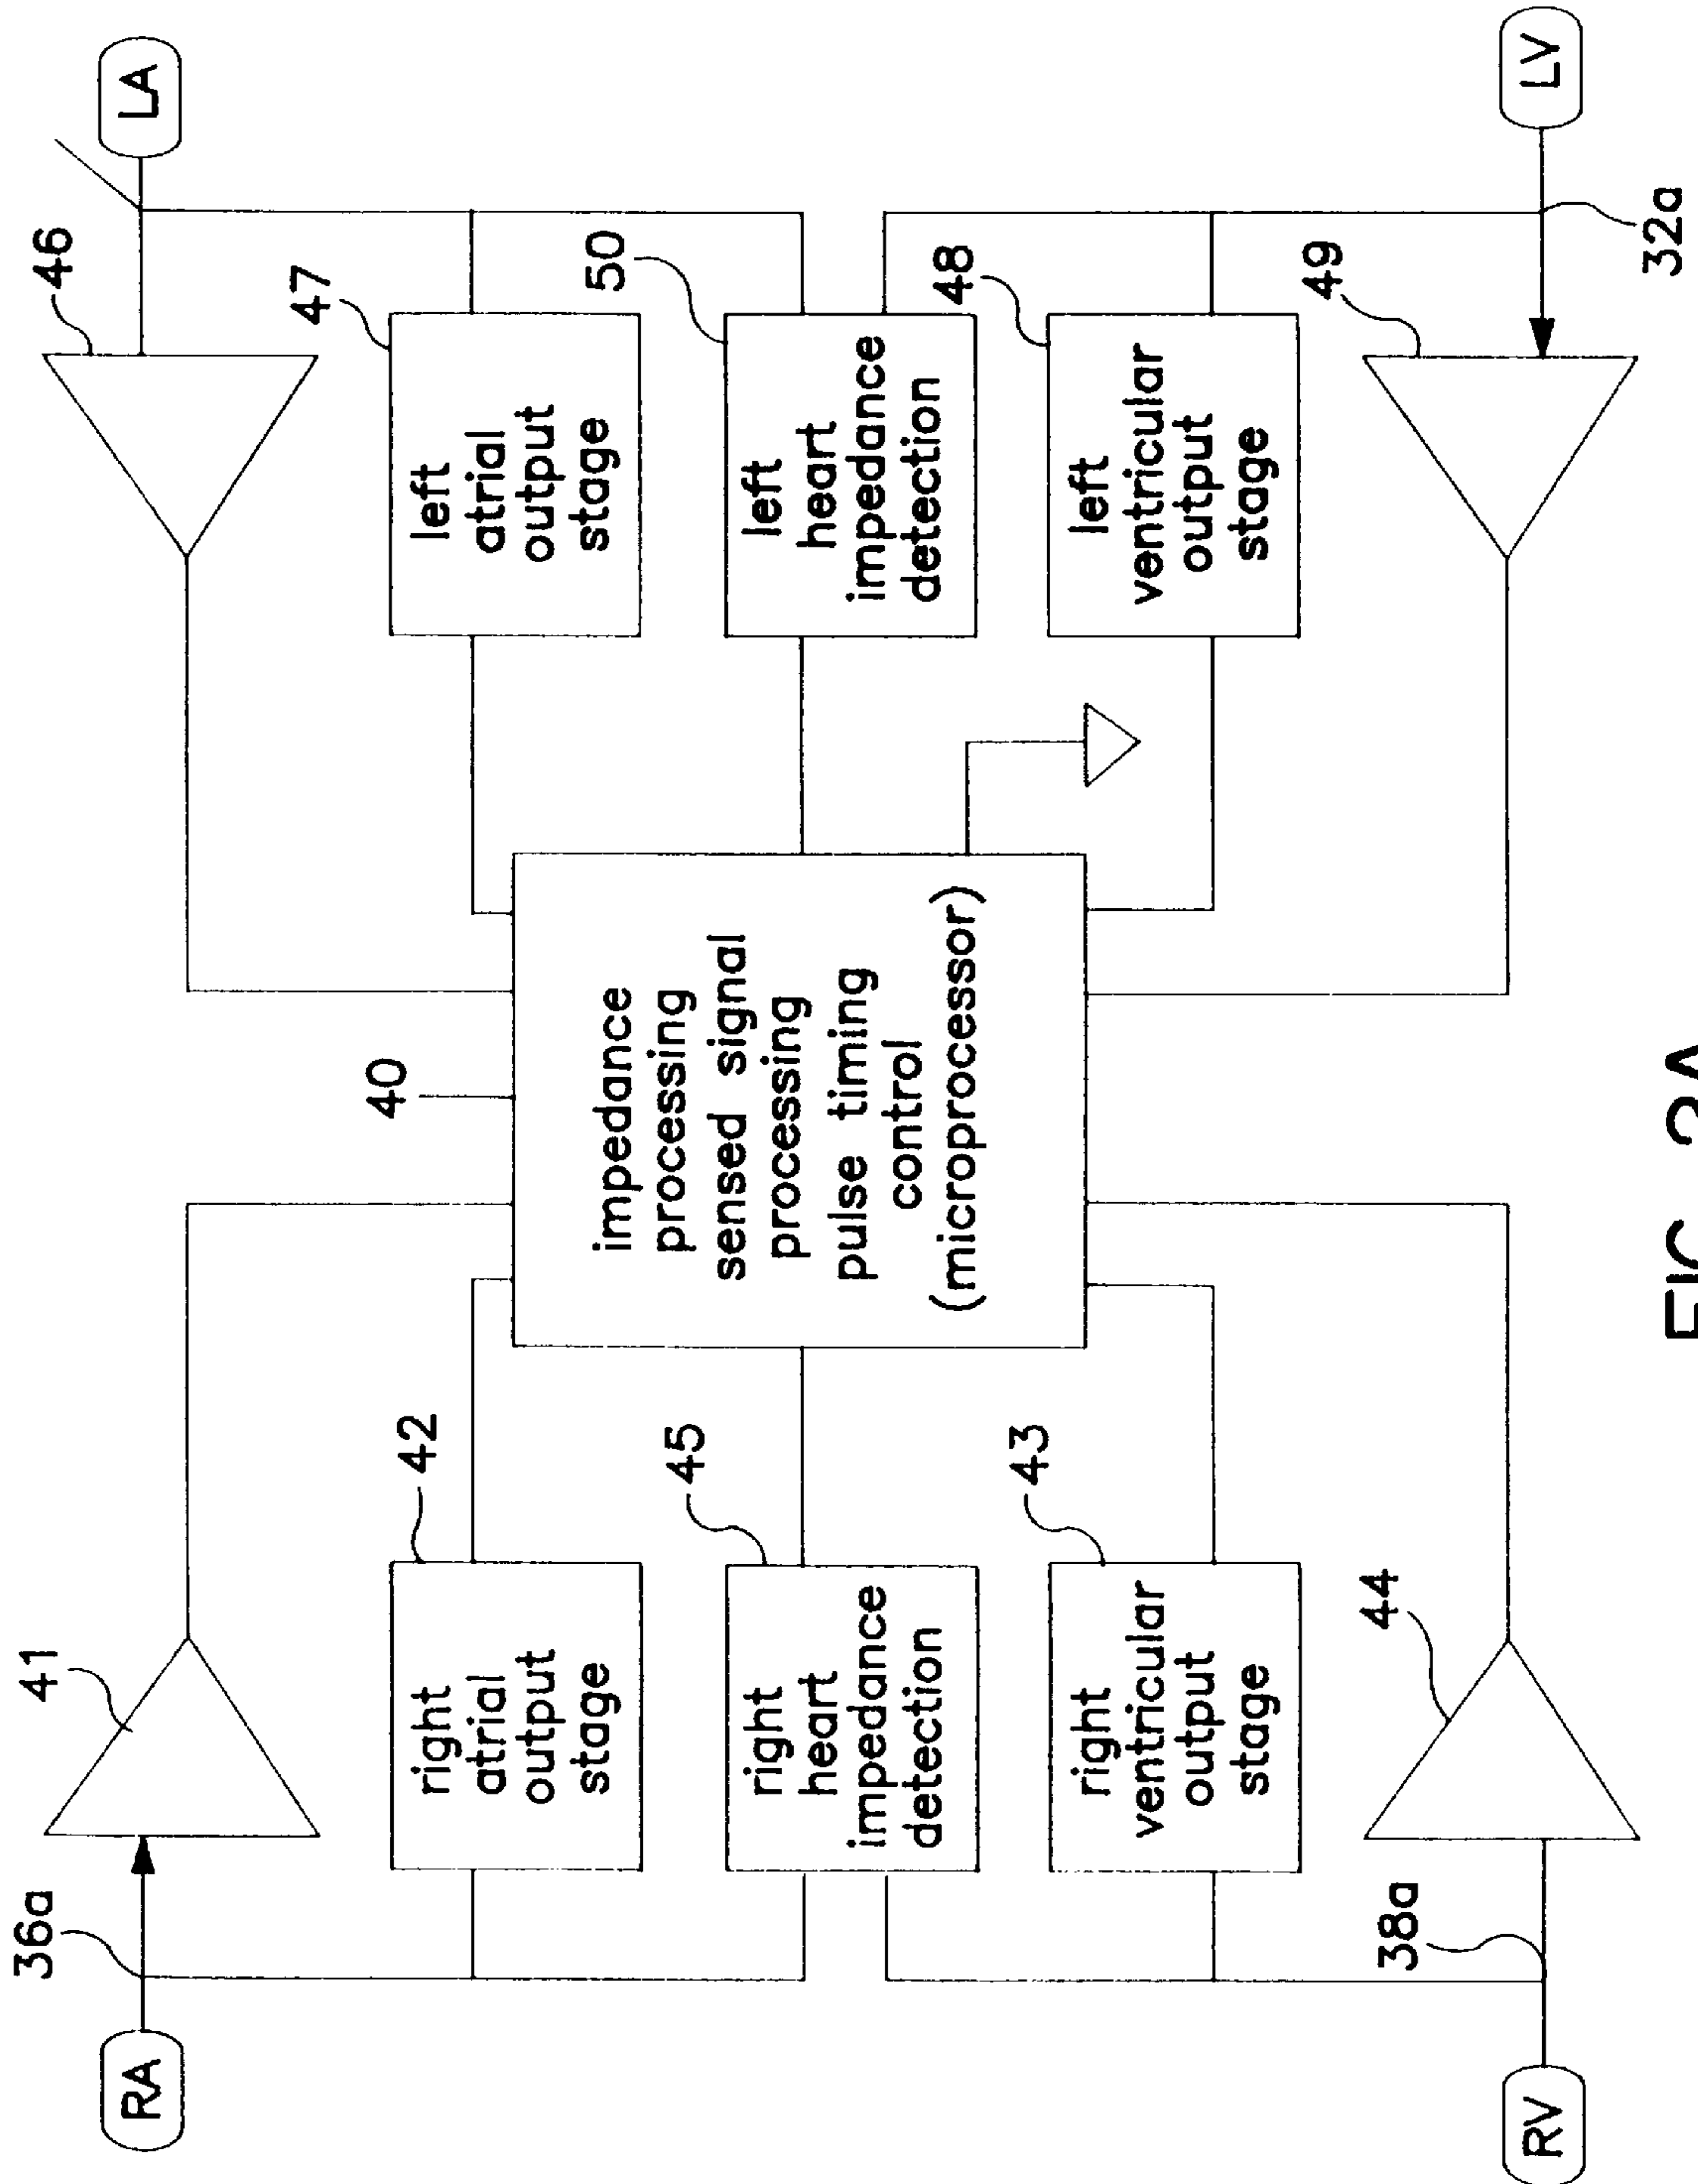 36a
41
46
RA
LA
42
47
right
atrial
output
stage
left
atrial
output
stage
40
45
50
right
heart
impedance
detection
impedance
processing
sensed signal
processing
pulse timing
control
(microprocessor)
left
heart
impedance
detection
43
48
right
ventricular
output
stage
left
ventricular
output
stage
38a
44
49
RV
LV
32a
FIG. 3A